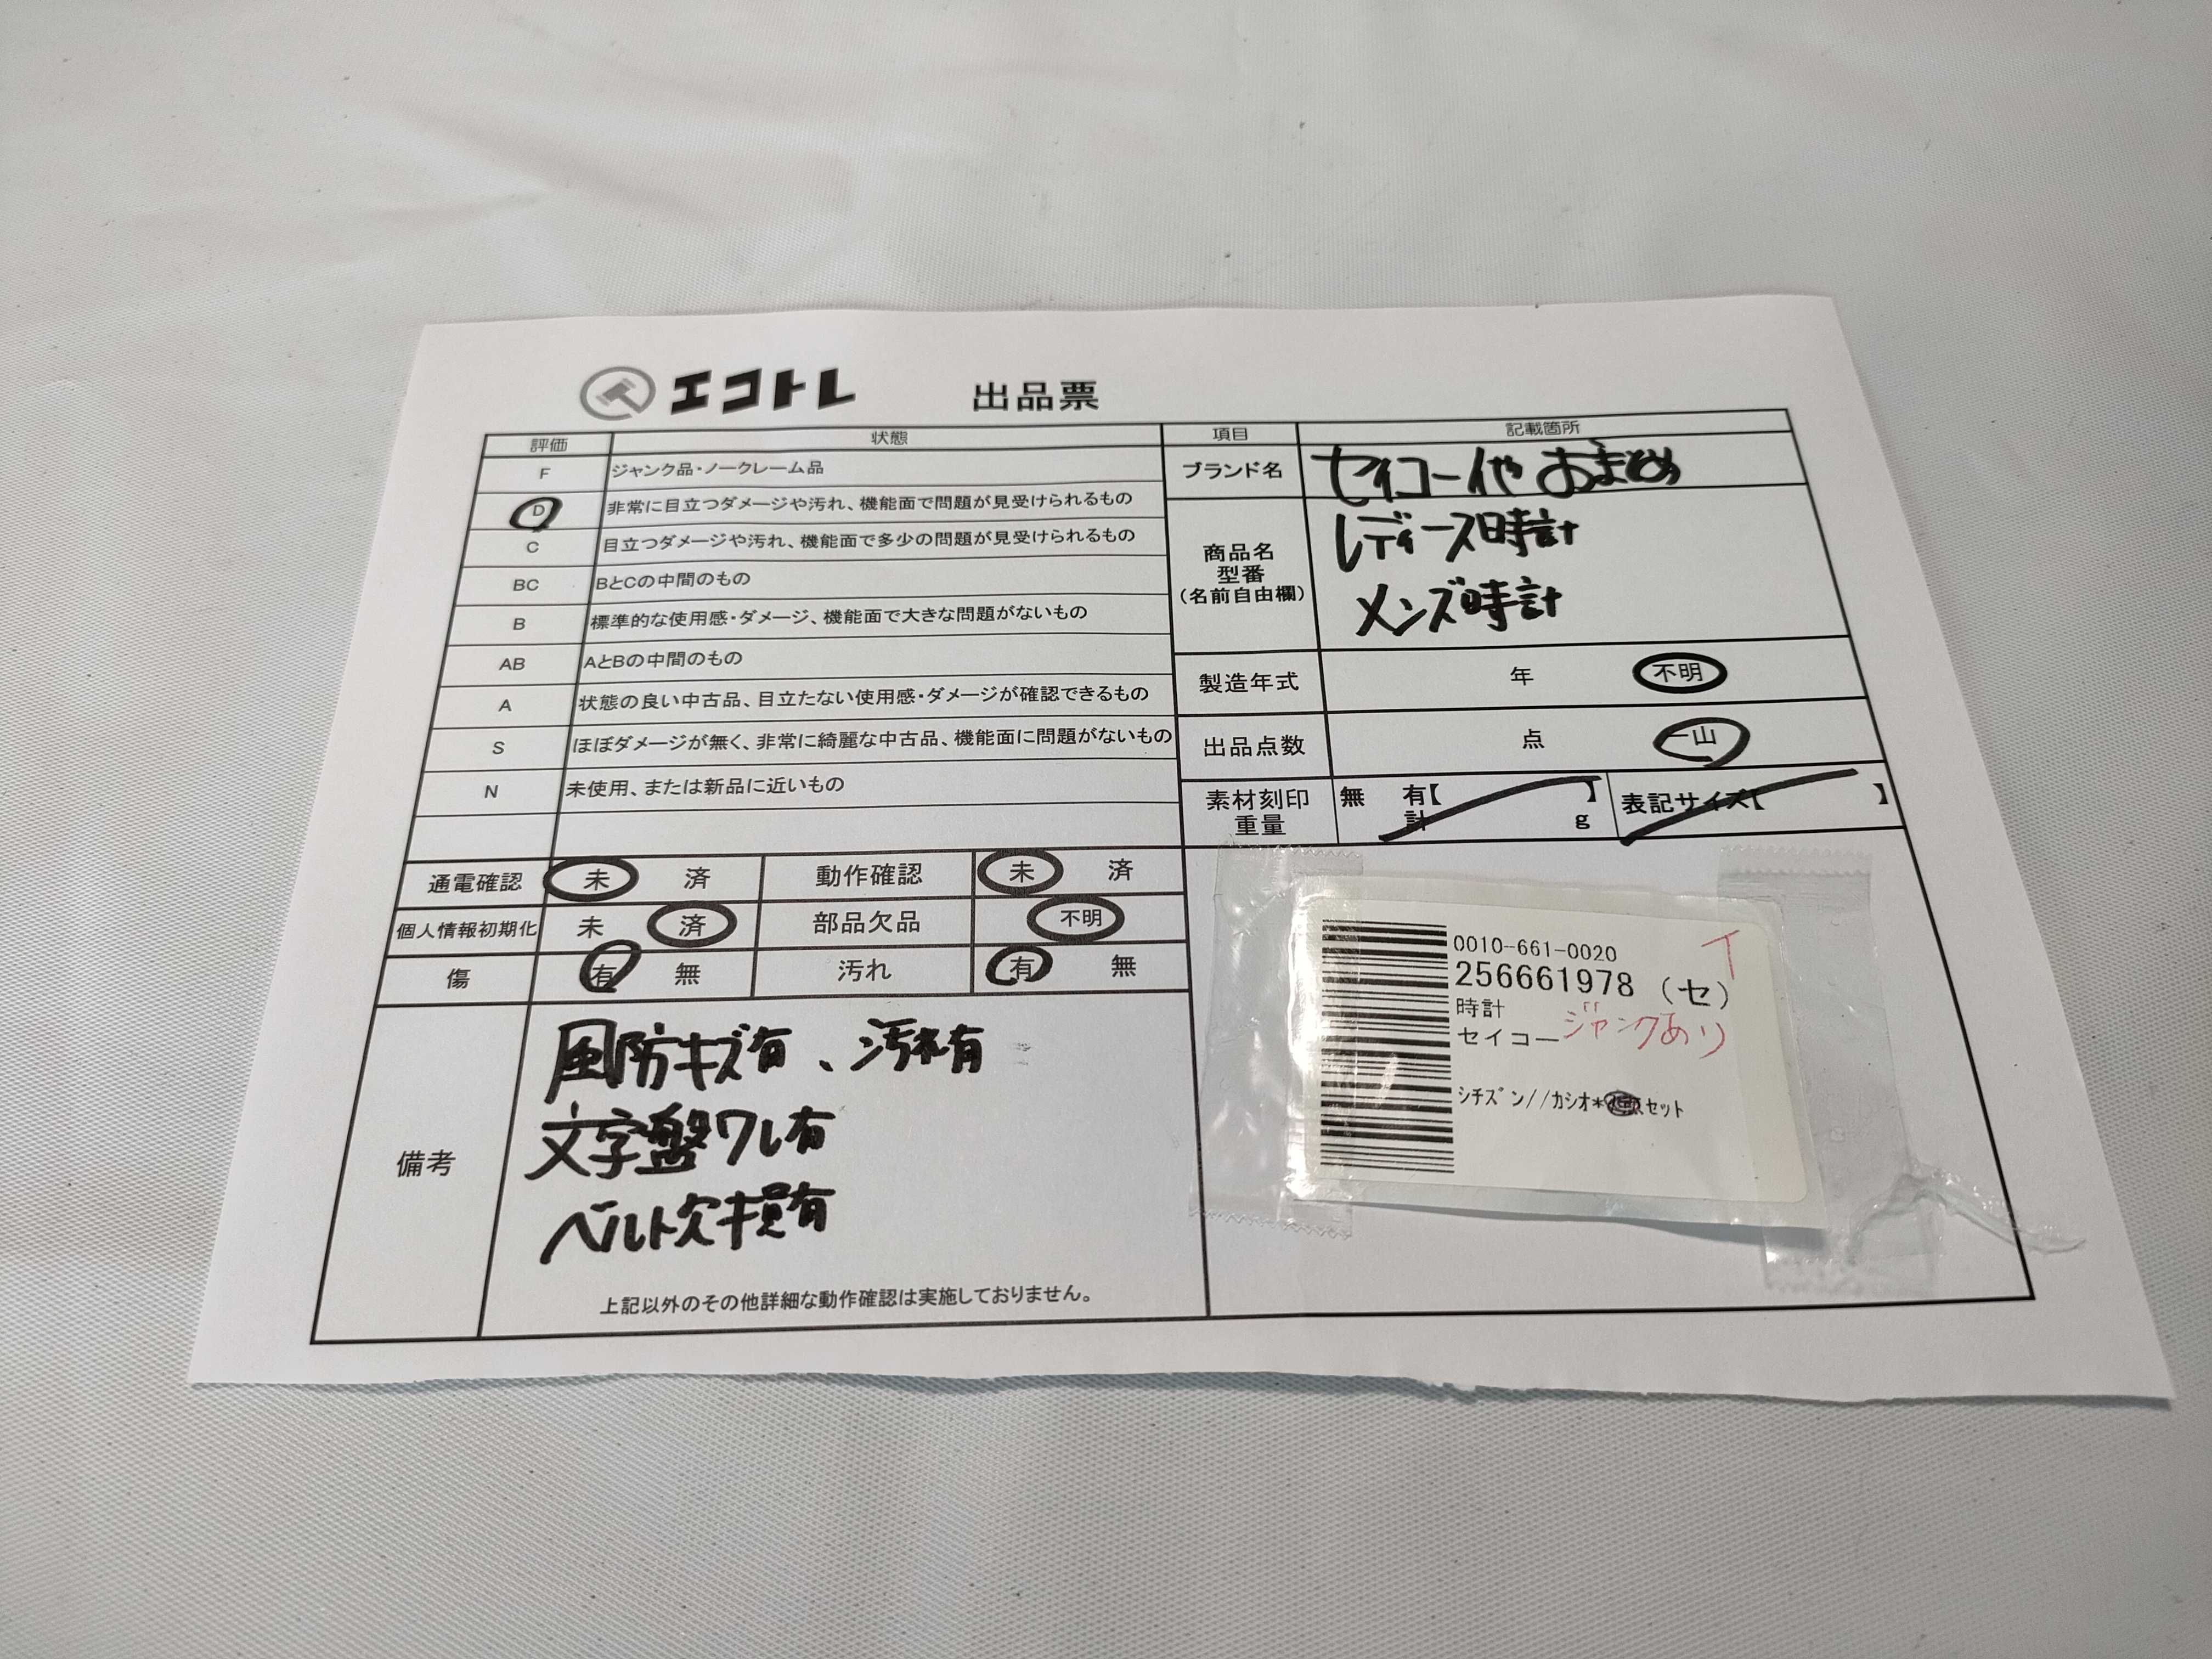 エコトレ 出品票
評価 状態
F ジャンク品・ノークレーム品
D 非常に目立つダメージや汚れ、機能面で問題が見受けられるもの
C 目立つダメージや汚れ、機能面で多少の問題が見受けられるもの
BC BとCの中間のもの
B 標準的な使用感・ダメージ、機能面で大きな問題がないもの
AB AとBの中間のもの
A 状態の良い中古品、目立たない使用感・ダメージが確認できるもの
S ほぼダメージが無く、非常に綺麗な中古品、機能面に問題がないもの
N 未使用、または新品に近いもの
項目 記載箇所
ブランド名 セイコー他 おまとめ
商品名
型番
(名前自由欄)
レディース時計
メンズ時計
製造年式 年 不明
出品点数 点 一山
素材刻印
重量
無 有【 】
計 g
表記サイズ【 】
通電確認 未 済 動作確認 未 済
個人情報初期化 未 済 部品欠品 不明
傷 有 無 汚れ 有 無
備考
風防キズ有、汚れ有
文字盤ワレ有
ベルト欠損有
上記以外のその他詳細な動作確認は実施しておりません。
0010-661-0020 イ
256661978 (セ)
時計
セイコー ジャンクあり
シチズン//カシオ* セット